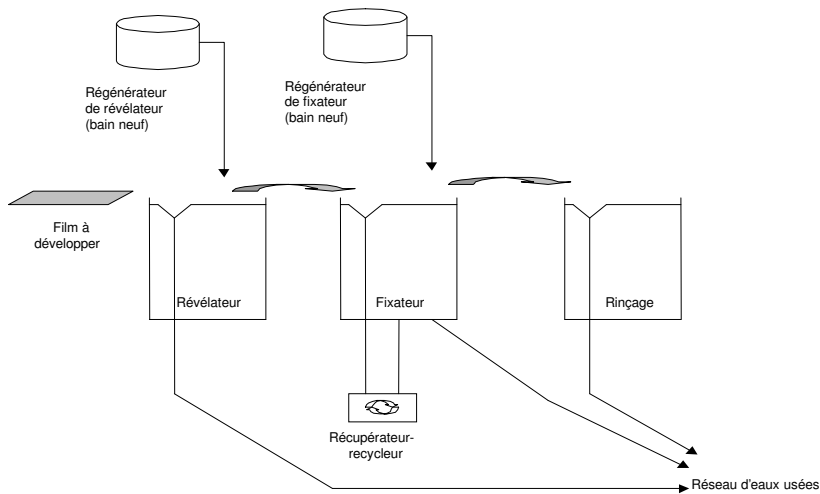 Régénérateur
de révélateur
(bain neuf)
Régénérateur
de fixateur
(bain neuf)
Film à
développer
Révélateur
Fixateur
Rinçage
Récupérateur-
recycleur
Réseau d'eaux usées